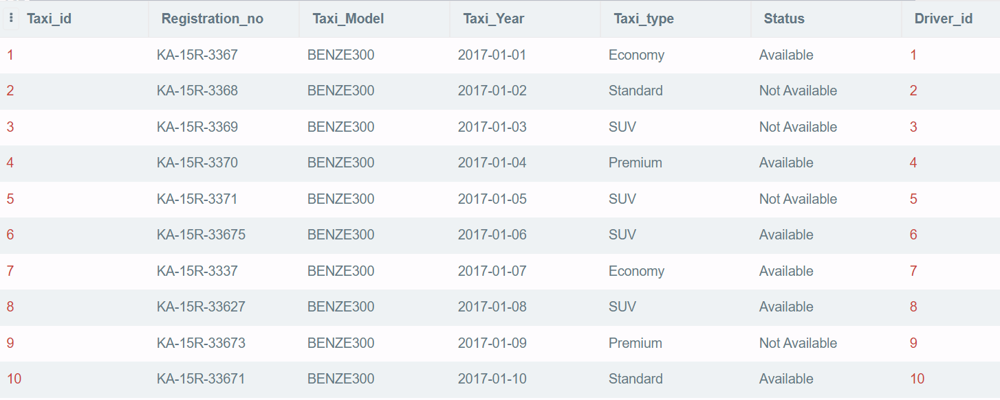 Taxi_id Registration_no Taxi_Model Taxi_Year Taxi_type Status Driver_id
1 KA-15R-3367 BENZE300 2017-01-01 Economy Available 1
2 KA-15R-3368 BENZE300 2017-01-02 Standard Not Available 2
3 KA-15R-3369 BENZE300 2017-01-03 SUV Not Available 3
4 KA-15R-3370 BENZE300 2017-01-04 Premium Available 4
5 KA-15R-3371 BENZE300 2017-01-05 SUV Not Available 5
6 KA-15R-33675 BENZE300 2017-01-06 SUV Available 6
7 KA-15R-3337 BENZE300 2017-01-07 Economy Available 7
8 KA-15R-33627 BENZE300 2017-01-08 SUV Available 8
9 KA-15R-33673 BENZE300 2017-01-09 Premium Not Available 9
10 KA-15R-33671 BENZE300 2017-01-10 Standard Available 10